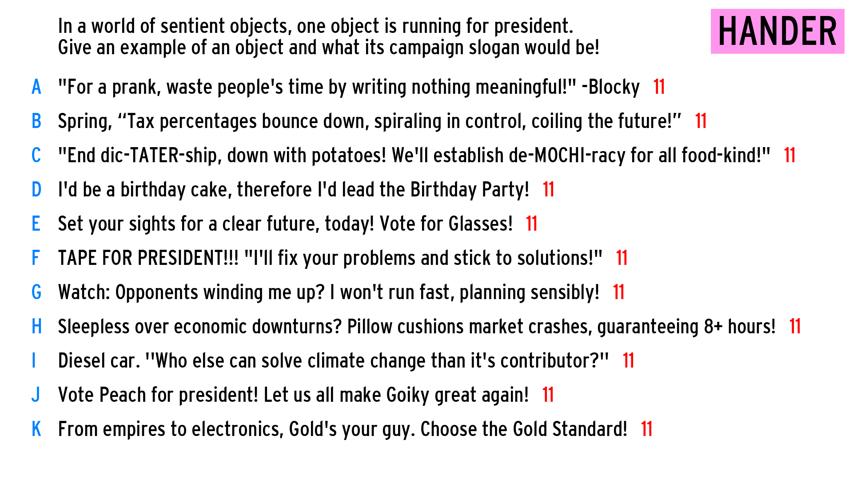 In a world of sentient objects, one object is running for president.
Give an example of an object and what its campaign slogan would be!
HANDER
A "For a prank, waste people's time by writing nothing meaningful!" -Blocky 11
B Spring, “Tax percentages bounce down, spiraling in control, coiling the future!” 11
C "End dic-TATER-ship, down with potatoes! We'll establish de-MOCHI-racy for all food-kind!" 11
D I'd be a birthday cake, therefore I'd lead the Birthday Party! 11
E Set your sights for a clear future, today! Vote for Glasses! 11
F TAPE FOR PRESIDENT!!! "I'll fix your problems and stick to solutions!" 11
G Watch: Opponents winding me up? I won't run fast, planning sensibly! 11
H Sleepless over economic downturns? Pillow cushions market crashes, guaranteeing 8+ hours! 11
I Diesel car. ''Who else can solve climate change than it's contributor?'' 11
J Vote Peach for president! Let us all make Goiky great again! 11
K From empires to electronics, Gold's your guy. Choose the Gold Standard! 11